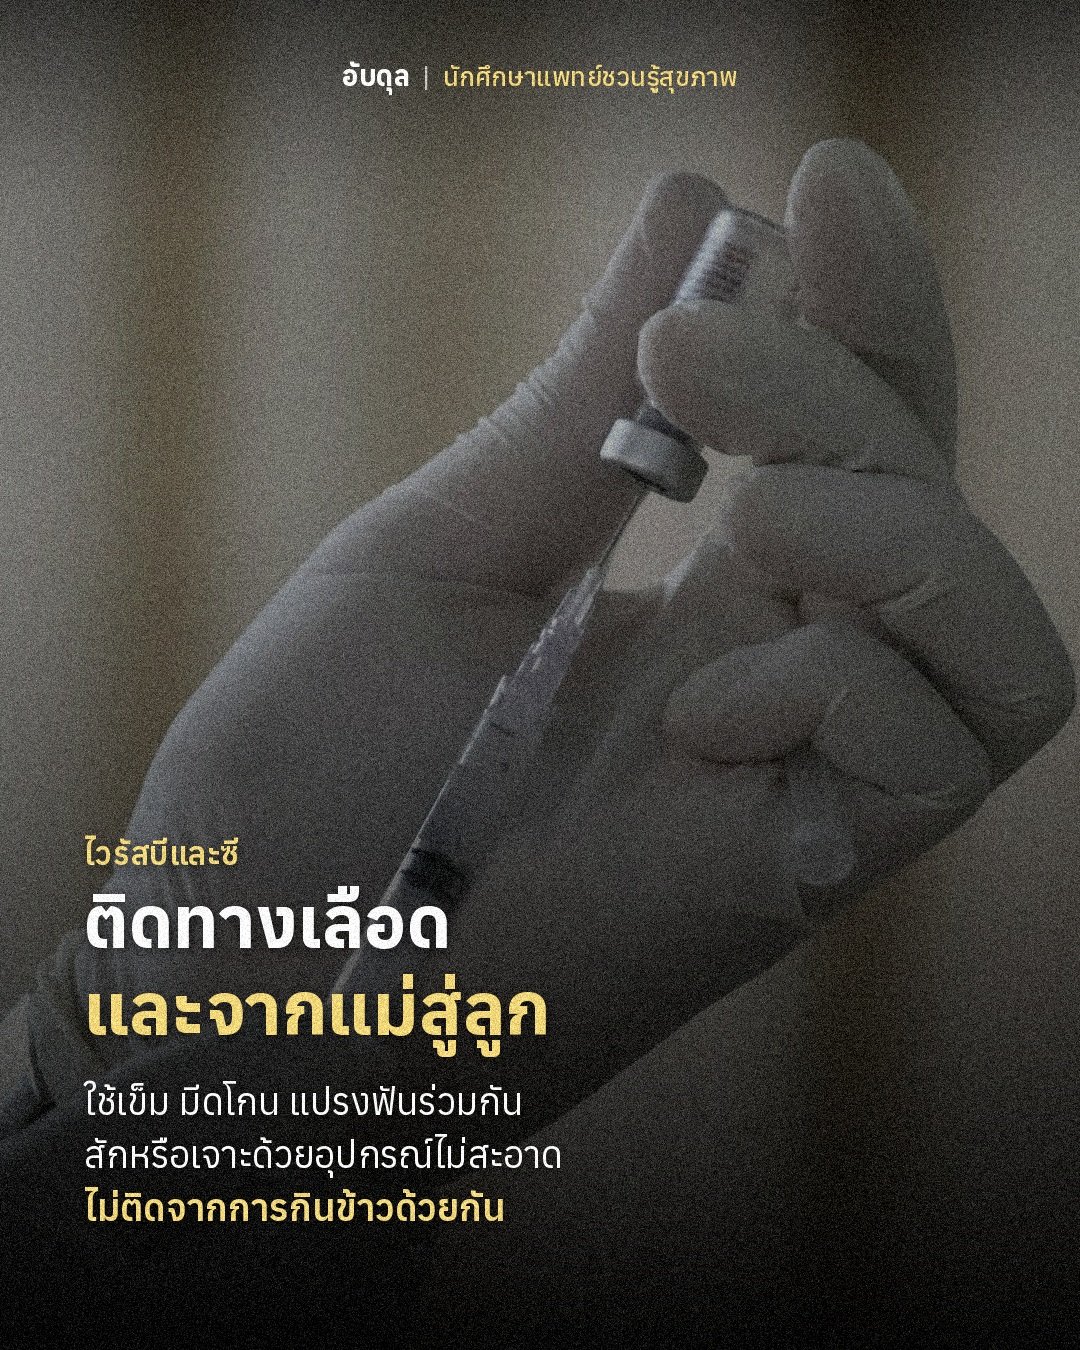 อับดุล | นักศึกษาแพทย์ชวนรู้สุขภาพ
ไวรัสบีและซี
ติดทางเลือด
และจากแม่สู่ลูก
ใช้เข็ม มีดโกน แปรงฟันร่วมกัน
สักหรือเจาะด้วยอุปกรณ์ไม่สะอาด
ไม่ติดจากการกินข้าวด้วยกัน